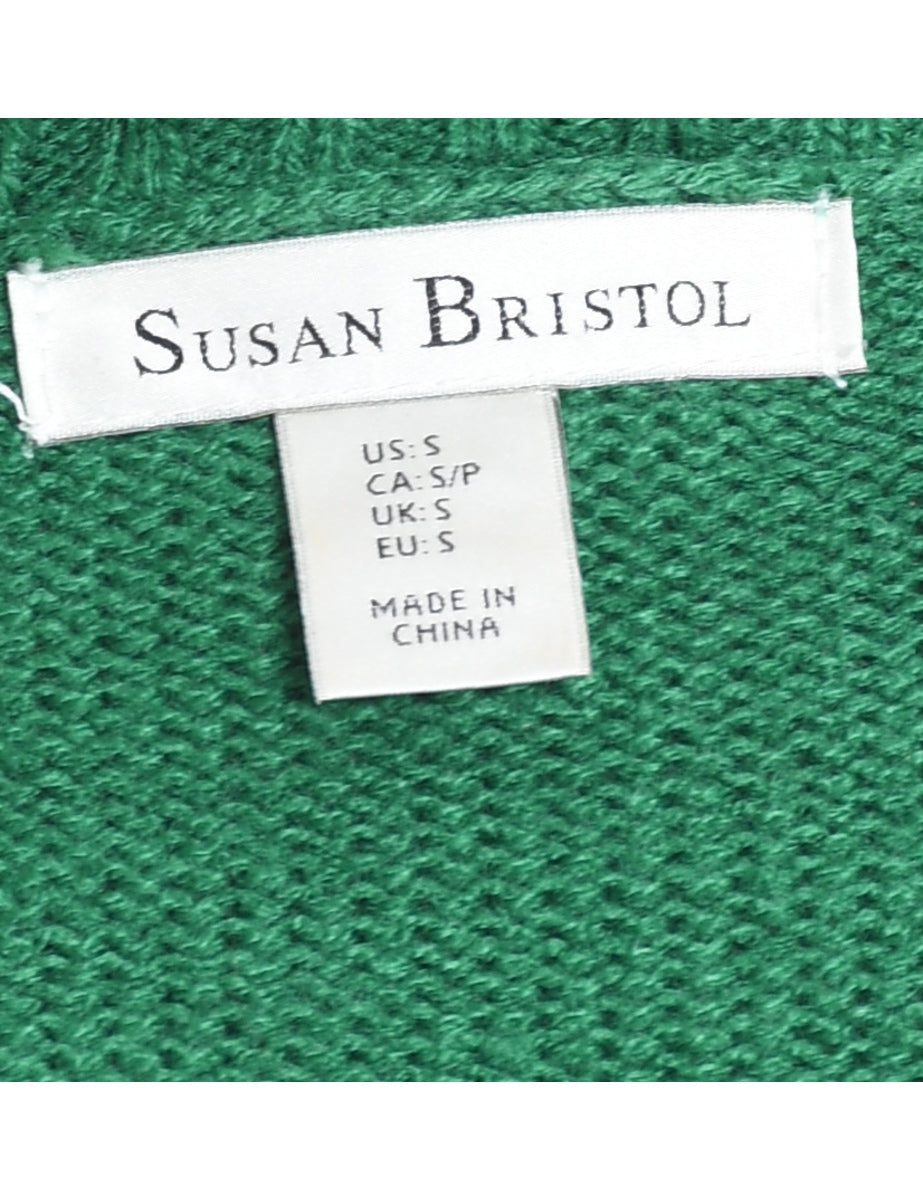 SUSAN BRISTOL
US: S
CA: S/P
UK: S
EU: S
MADE IN
CHINA